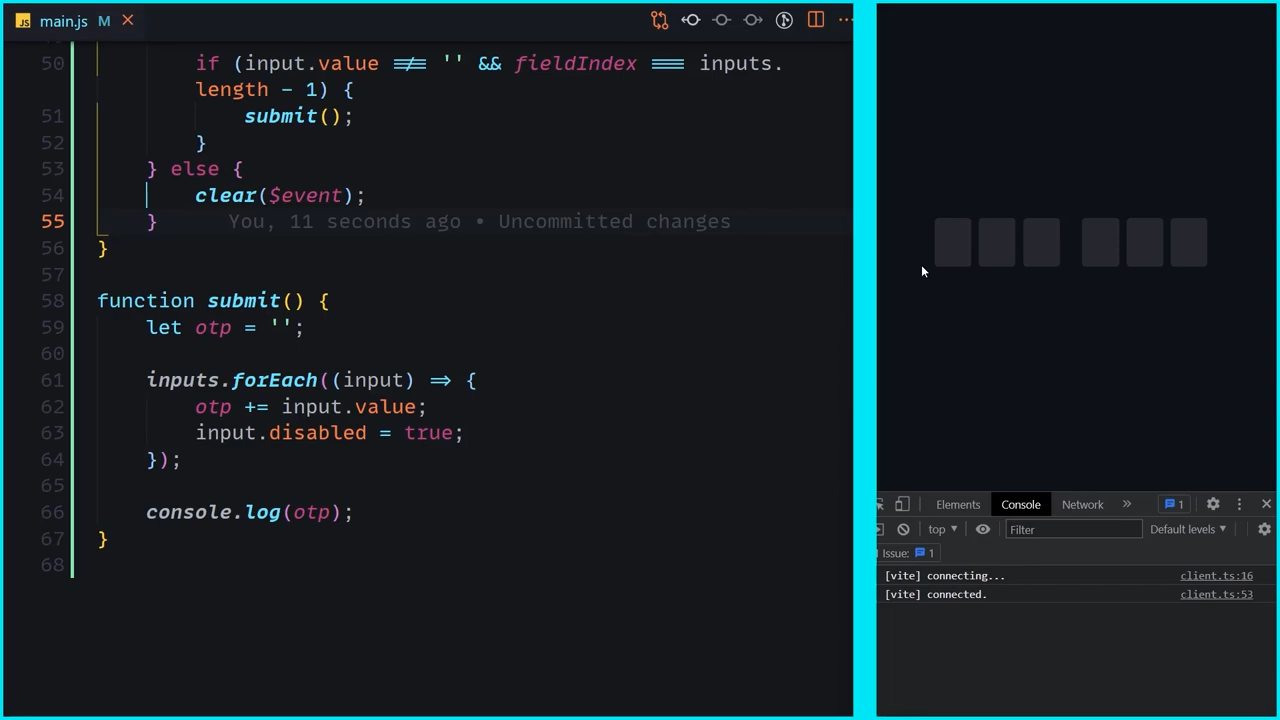 JS main.js M
50 if (input.value !== '' && fieldIndex === inputs.
length - 1) {
51 submit();
52 }
53 } else {
54 clear($event);
55 } You, 11 seconds ago • Uncommitted changes
56 }
57
58 function submit() {
59 let otp = '';
60
61 inputs.forEach((input) => {
62 otp += input.value;
63 input.disabled = true;
64 });
65
66 console.log(otp);
67 }
68
Elements Console Network » 1
top Filter Default levels
Issue: 1
[vite] connecting... client.ts:16
[vite] connected. client.ts:53